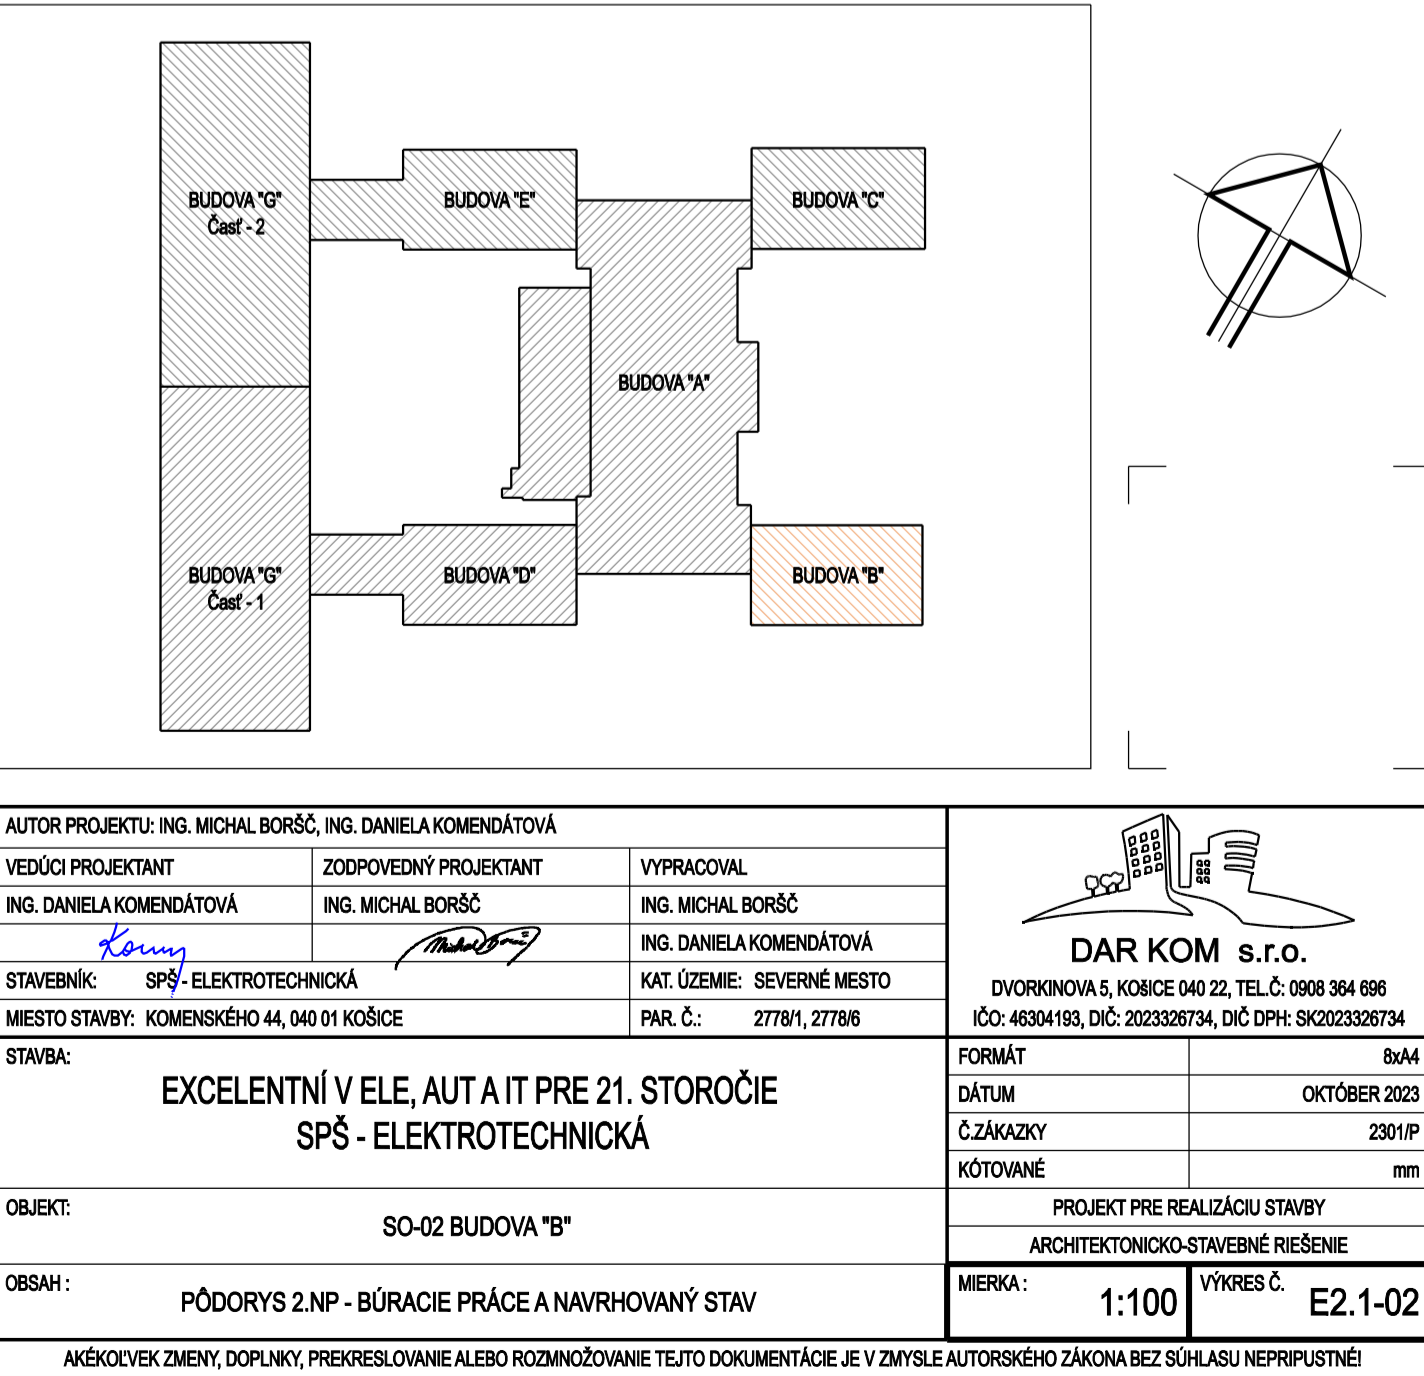 BUDOVA "G"
Časť - 2
BUDOVA "E"
BUDOVA "C"
BUDOVA "A"
BUDOVA "G"
Časť - 1
BUDOVA "D"
BUDOVA "B"
AUTOR PROJEKTU: ING. MICHAL BORŠČ, ING. DANIELA KOMENDÁTOVÁ
VEDÚCI PROJEKTANT
ZODPOVEDNÝ PROJEKTANT
VYPRACOVAL
ING. DANIELA KOMENDÁTOVÁ
ING. MICHAL BORŠČ
ING. MICHAL BORŠČ
ING. DANIELA KOMENDÁTOVÁ
STAVEBNÍK: SPŠ - ELEKTROTECHNICKÁ
KAT. ÚZEMIE: SEVERNÉ MESTO
MIESTO STAVBY: KOMENSKÉHO 44, 040 01 KOŠICE
PAR. Č.: 2778/1, 2778/6
DAR KOM s.r.o.
DVORKINOVA 5, KOšICE 040 22, TEL.Č: 0908 364 696
IČO: 46304193, DIČ: 2023326734, DIČ DPH: SK2023326734
STAVBA:
EXCELENTNÍ V ELE, AUT A IT PRE 21. STOROČIE
SPŠ - ELEKTROTECHNICKÁ
FORMÁT 8xA4
DÁTUM OKTÓBER 2023
Č.ZÁKAZKY 2301/P
KÓTOVANÉ mm
OBJEKT:
SO-02 BUDOVA "B"
PROJEKT PRE REALIZÁCIU STAVBY
ARCHITEKTONICKO-STAVEBNÉ RIEŠENIE
OBSAH :
PÔDORYS 2.NP - BÚRACIE PRÁCE A NAVRHOVANÝ STAV
MIERKA : 1:100
VÝKRES Č. E2.1-02
AKÉKOĽVEK ZMENY, DOPLNKY, PREKRESLOVANIE ALEBO ROZMNOŽOVANIE TEJTO DOKUMENTÁCIE JE V ZMYSLE AUTORSKÉHO ZÁKONA BEZ SÚHLASU NEPRIPUSTNÉ!